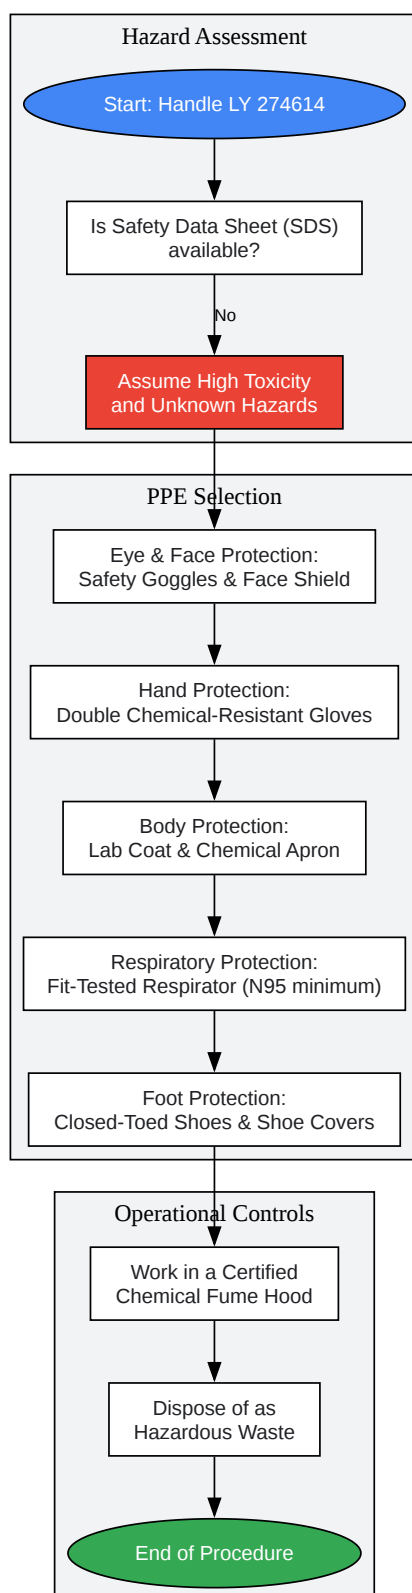 Hazard Assessment
Start: Handle LY 274614
Is Safety Data Sheet (SDS)
available?
No
Assume High Toxicity
and Unknown Hazards
PPE Selection
Eye & Face Protection:
Safety Goggles & Face Shield
Hand Protection:
Double Chemical-Resistant Gloves
Body Protection:
Lab Coat & Chemical Apron
Respiratory Protection:
Fit-Tested Respirator (N95 minimum)
Foot Protection:
Closed-Toed Shoes & Shoe Covers
Operational Controls
Work in a Certified
Chemical Fume Hood
Dispose of as
Hazardous Waste
End of Procedure